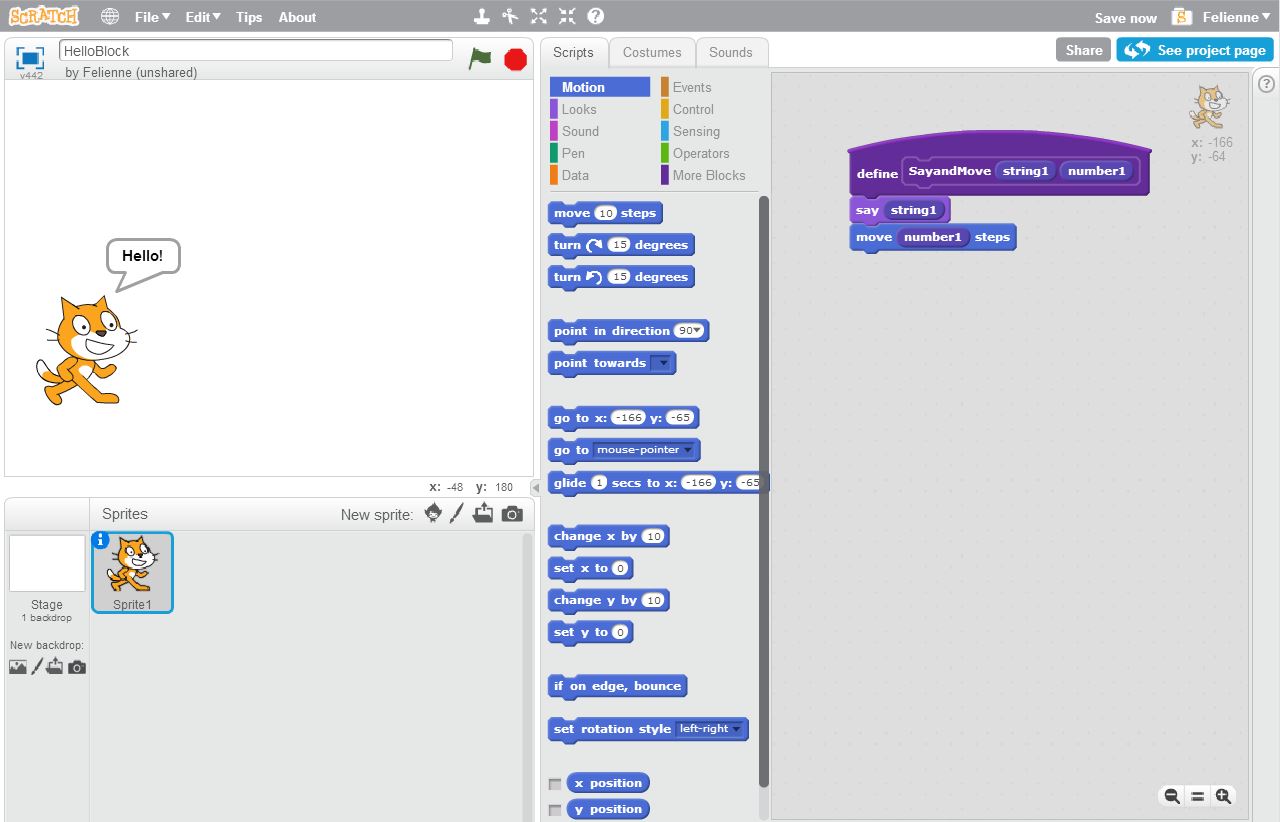 SCRATCH
File
Edit
Tips
About
Save now
S
Felienne
v442
HelloBlock
by Felienne (unshared)
Scripts
Costumes
Sounds
Share
See project page
Hello!
x: -48 y: 180
Sprites
New sprite:
Stage
1 backdrop
New backdrop:
Sprite1
Motion
Looks
Sound
Pen
Data
Events
Control
Sensing
Operators
More Blocks
move 10 steps
turn 15 degrees
turn 15 degrees
point in direction 90
point towards
go to x: -166 y: -65
go to mouse-pointer
glide 1 secs to x: -166 y: -65
change x by 10
set x to 0
change y by 10
set y to 0
if on edge, bounce
set rotation style left-right
x position
y position
define SayandMove string1 number1
say string1
move number1 steps
x: -166
y: -64